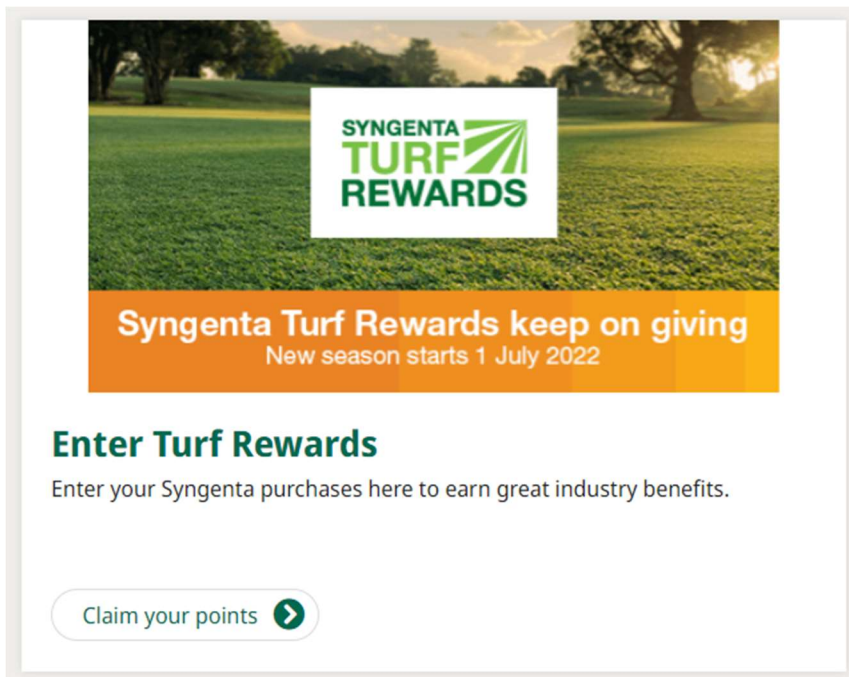 SYNGENTA
TURF
REWARDS
Syngenta Turf Rewards keep on giving
New season starts 1 July 2022
Enter Turf Rewards
Enter your Syngenta purchases here to earn great industry benefits.
Claim your points